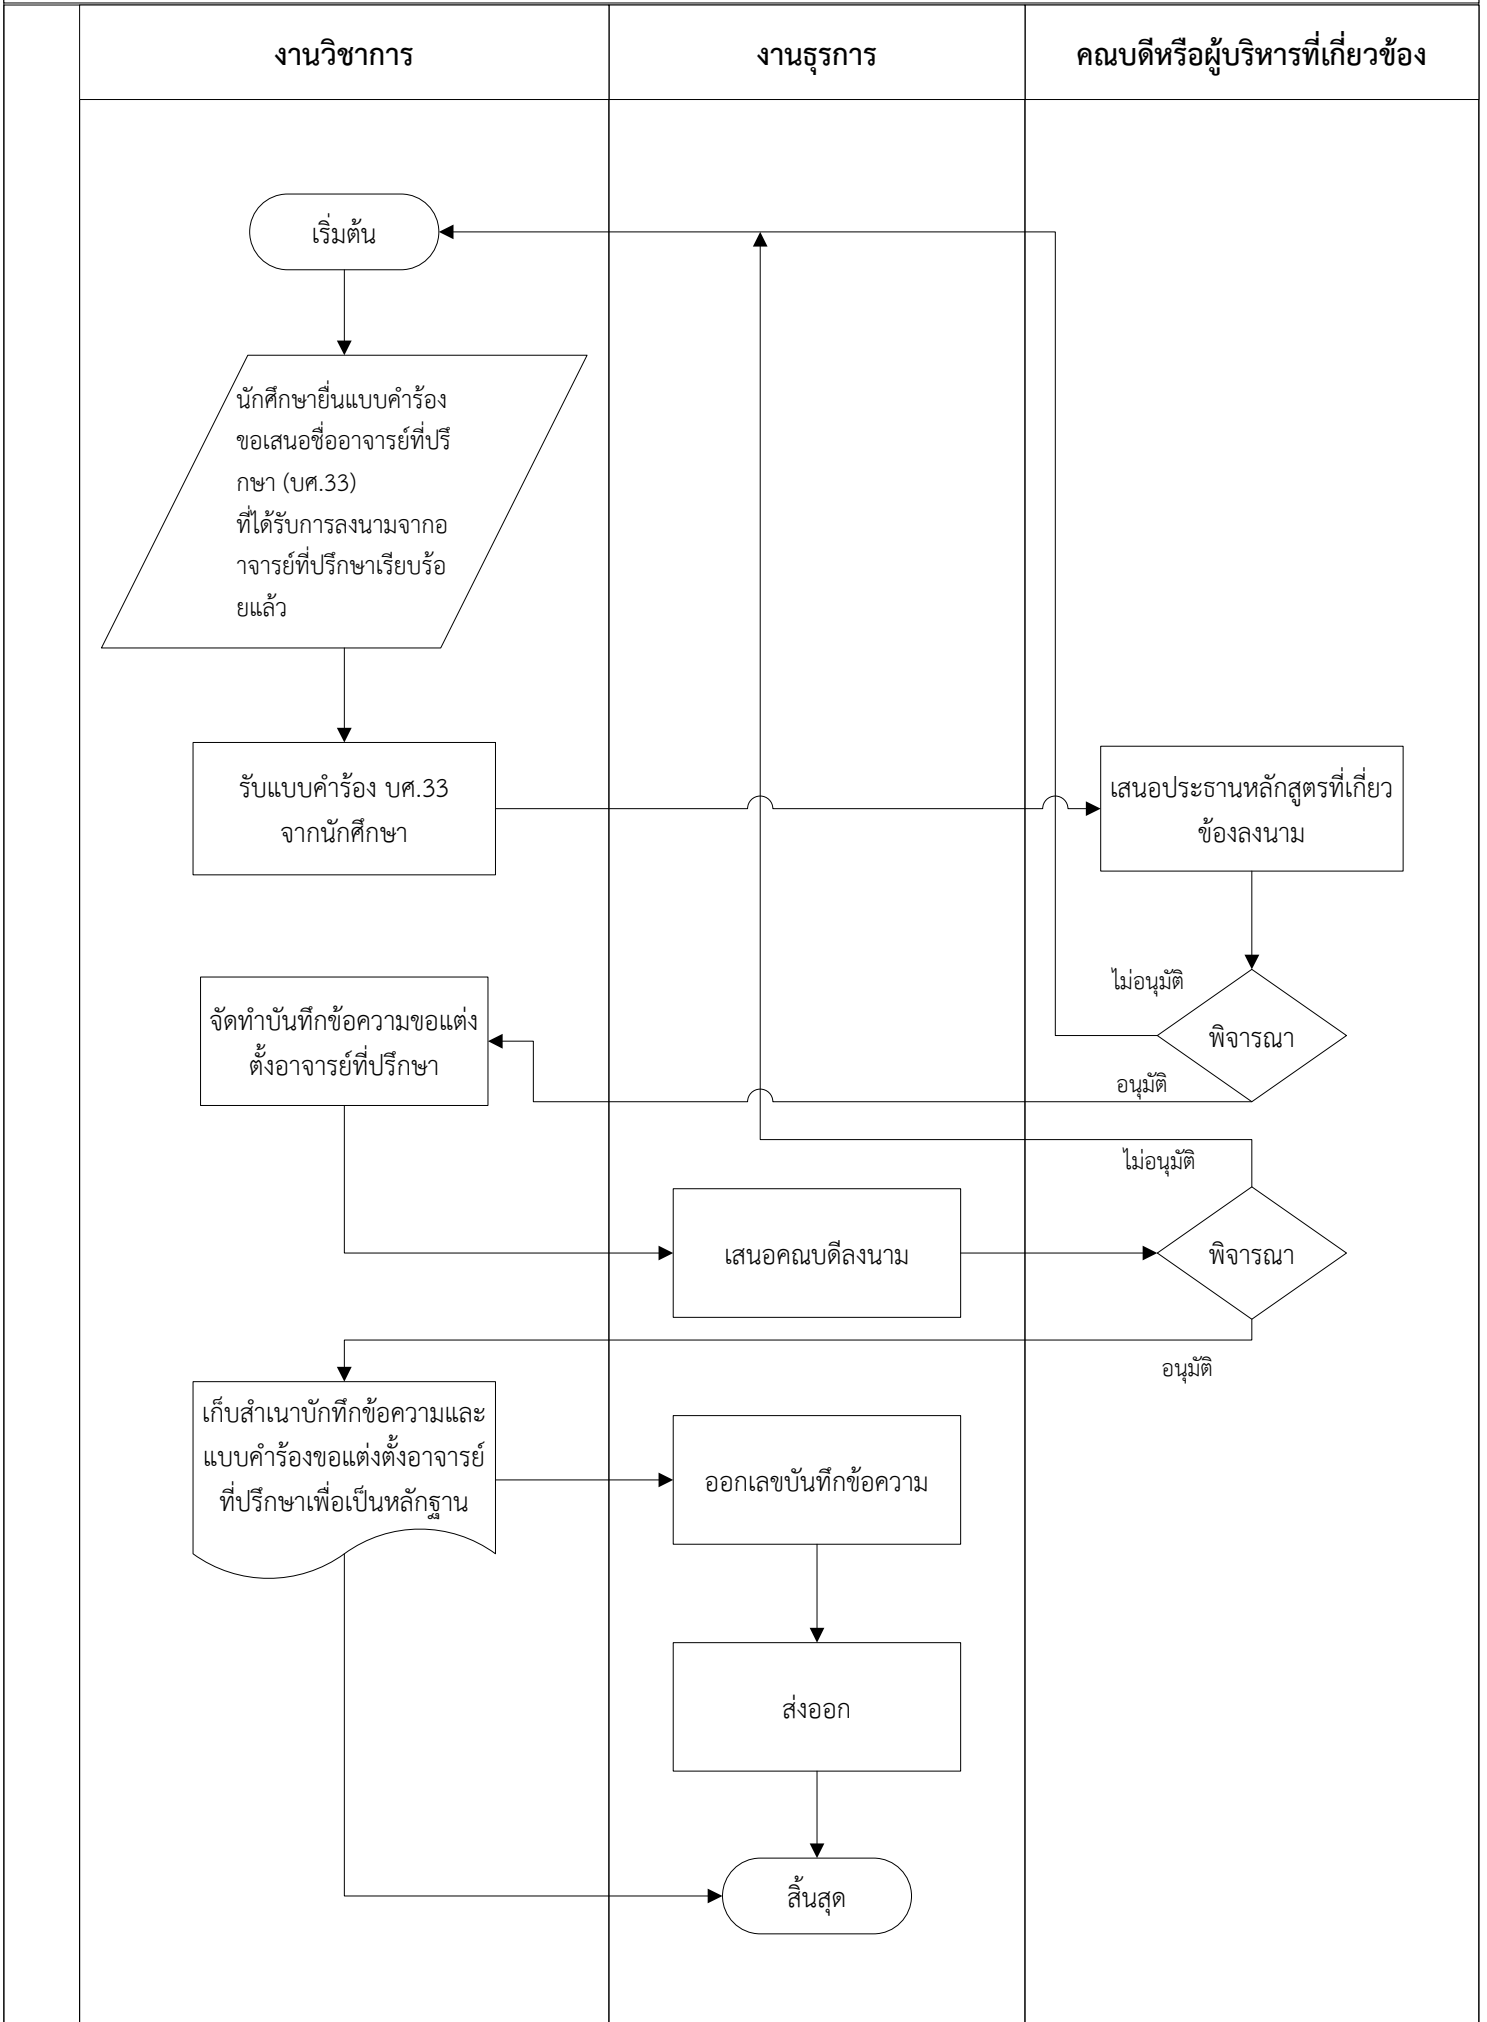 งานวิชาการ
งานธุรการ
คณบดีหรือผู้บริหารที่เกี่ยวข้อง
เริ่มต้น
นักศึกษายื่นแบบคำร้อง
ขอเสนอชื่ออาจารย์ที่ปรึ
กษา (บศ.33)
ที่ได้รับการลงนามจากอ
าจารย์ที่ปรึกษาเรียบร้อ
ยแล้ว
รับแบบคำร้อง บศ.33
จากนักศึกษา
เสนอประธานหลักสูตรที่เกี่ยว
ข้องลงนาม
ไม่อนุมัติ
พิจารณา
อนุมัติ
จัดทำบันทึกข้อความขอแต่ง
ตั้งอาจารย์ที่ปรึกษา
ไม่อนุมัติ
เสนอคณบดีลงนาม
พิจารณา
อนุมัติ
เก็บสำเนาบักทึกข้อความและ
แบบคำร้องขอแต่งตั้งอาจารย์
ที่ปรึกษาเพื่อเป็นหลักฐาน
ออกเลขบันทึกข้อความ
ส่งออก
สิ้นสุด